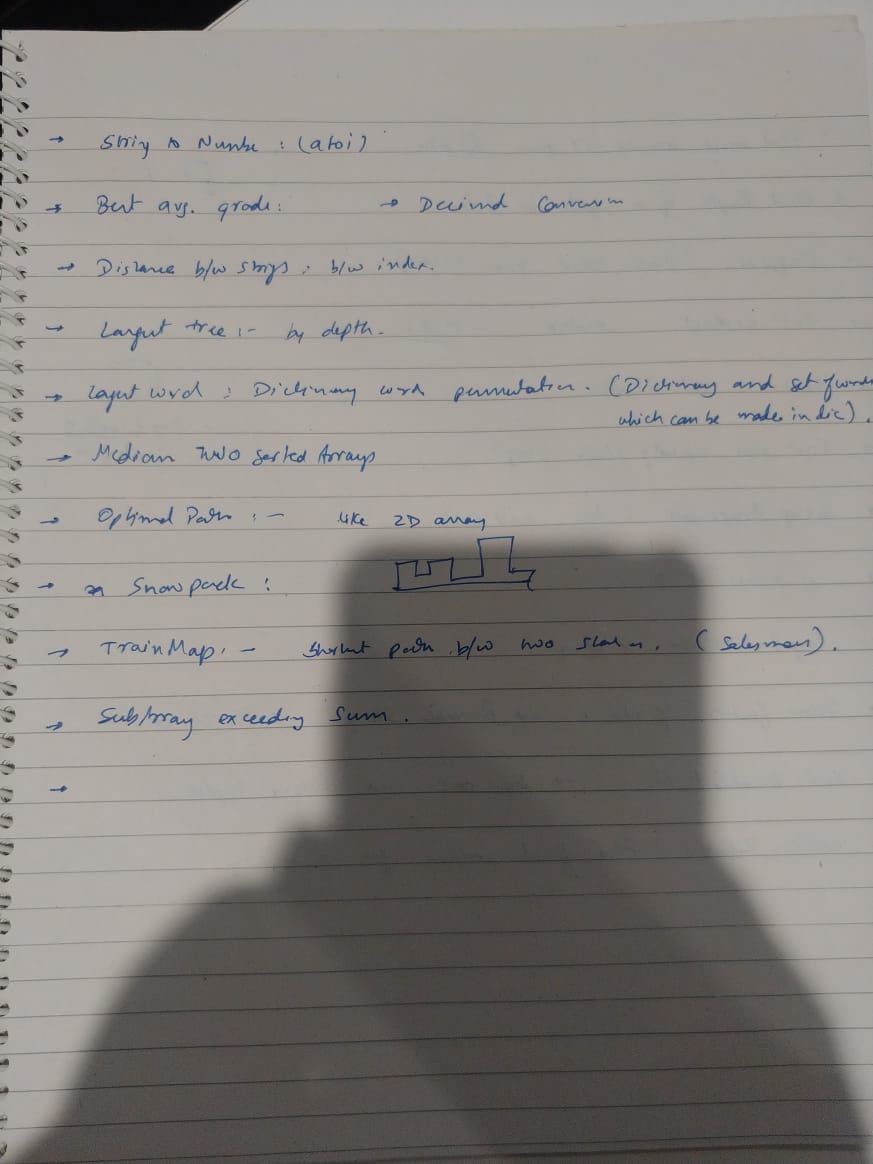 → String to Number : (atoi)
→ Best avg. grade: → Decimal Conversion
→ Distance b/w strings : b/w index.
→ Largest tree :- by depth.
→ Largest word : Dictionary word permutation. (Dictionary and set of words
which can be made in dic).
→ Median two sorted Arrays
→ Optimal Path :- like 2D array
→ Snowpack :
→ TrainMap :- Shortest path b/w two station. (Salesman).
→ SubArray exceeding Sum.
→